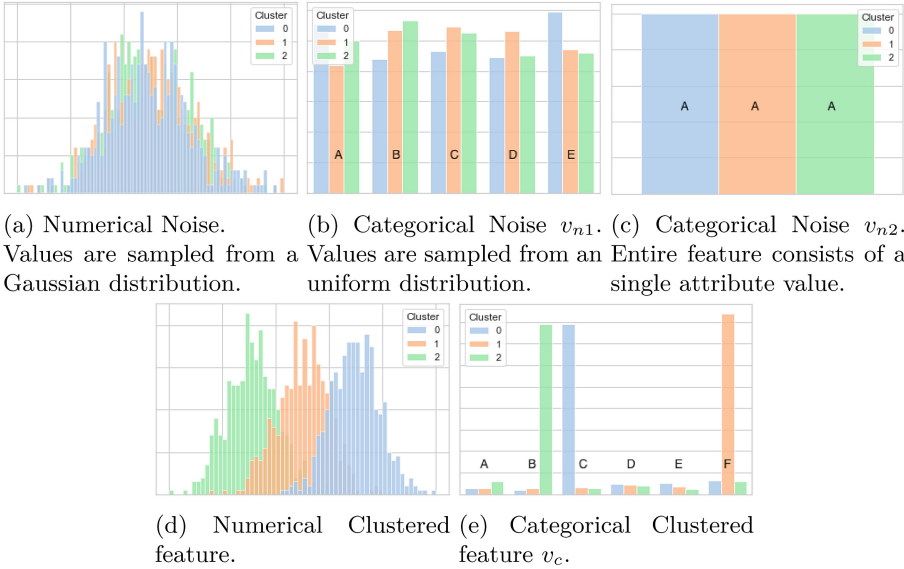 Cluster
0
1
2
Cluster
0
1
2
A
B
C
D
E
Cluster
0
1
2
A
A
A
(a) Numerical Noise.
Values are sampled from a
Gaussian distribution.
(b) Categorical Noise vn1.
Values are sampled from an
uniform distribution.
(c) Categorical Noise vn2.
Entire feature consists of a
single attribute value.
Cluster
0
1
2
Cluster
0
1
2
A
B
C
D
E
F
(d) Numerical Clustered
feature.
(e) Categorical Clustered
feature vc.